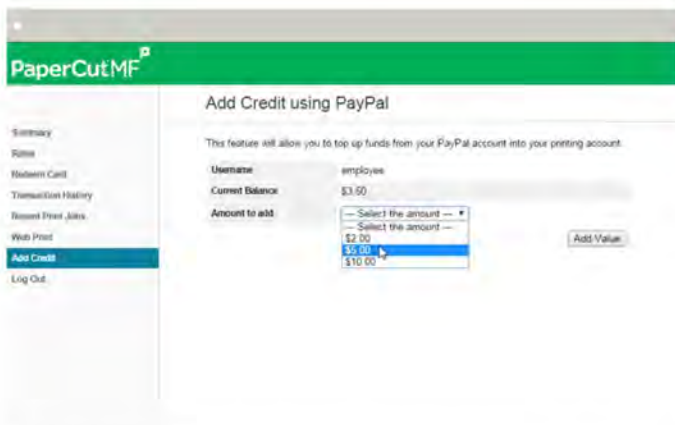 PaperCutMF
Add Credit using PayPal
Summary
Rates
Redeem Card
Transaction History
Recent Print Jobs
Web Print
Add Credit
Log Out
This feature will allow you to top up funds from your PayPal account into your printing account.
Username employee
Current Balance $3.50
Amount to add --- Select the amount ---
--- Select the amount ---
$2.00
$5.00
$10.00
Add Value